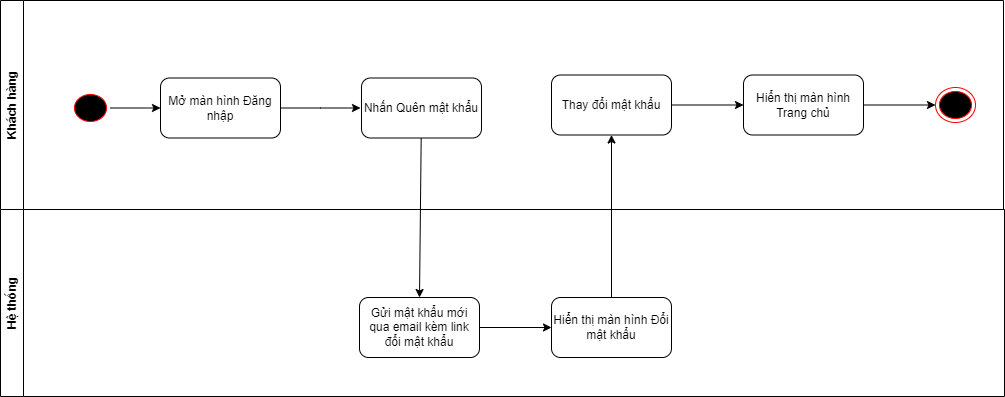 Khách hàng
Mở màn hình Đăng
nhập
Nhấn Quên mật khẩu
Thay đổi mật khẩu
Hiển thị màn hình
Trang chủ
Hệ thống
Gửi mật khẩu mới
qua email kèm link
đổi mật khẩu
Hiển thị màn hình Đổi
mật khẩu